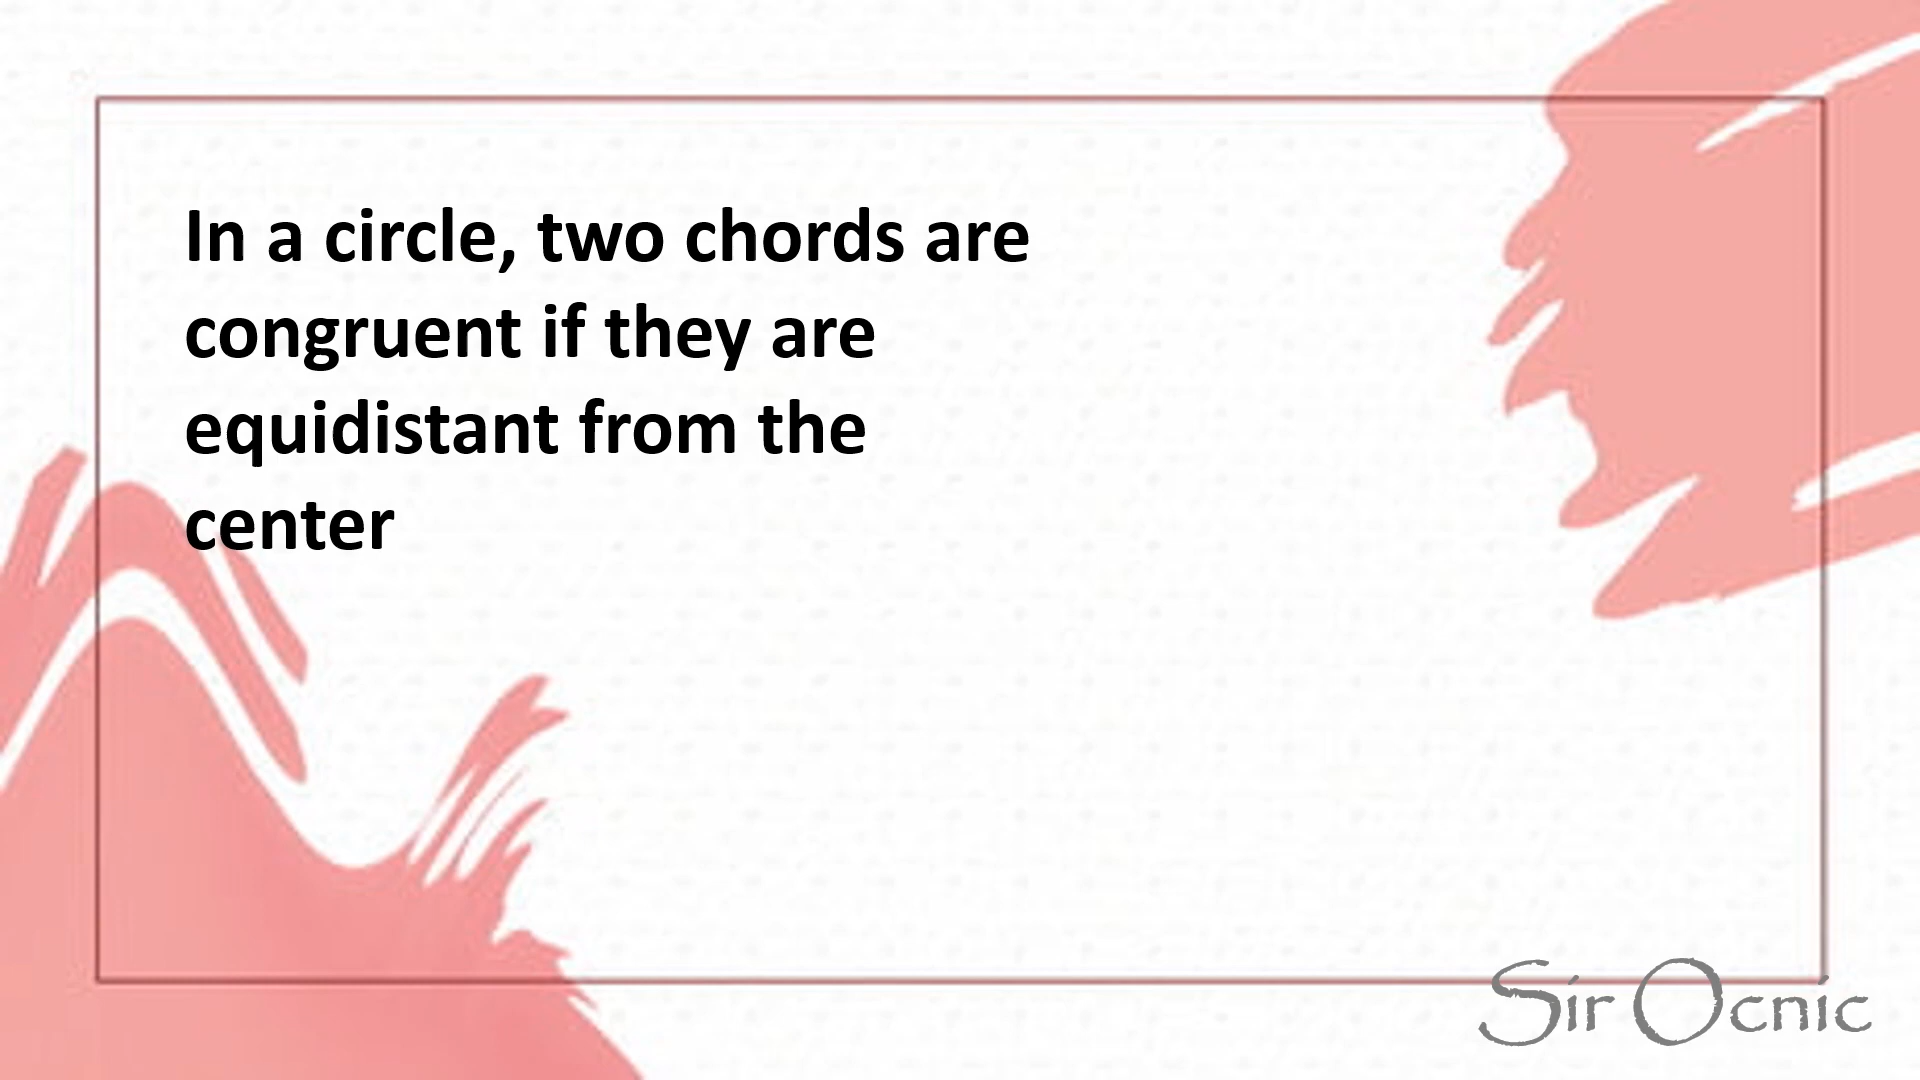 In a circle, two chords are
congruent if they are
equidistant from the
center
Sir Ocnic